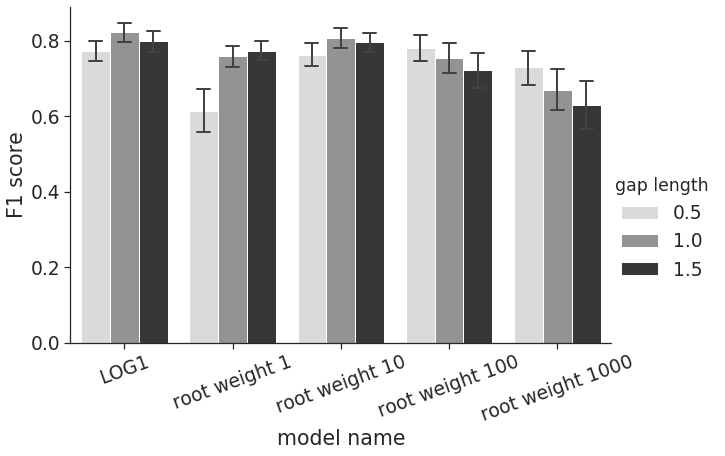 F1 score
0.8
0.6
0.4
0.2
0.0
LOG1
root weight 1
root weight 10
root weight 100
root weight 1000
model name
gap length
0.5
1.0
1.5